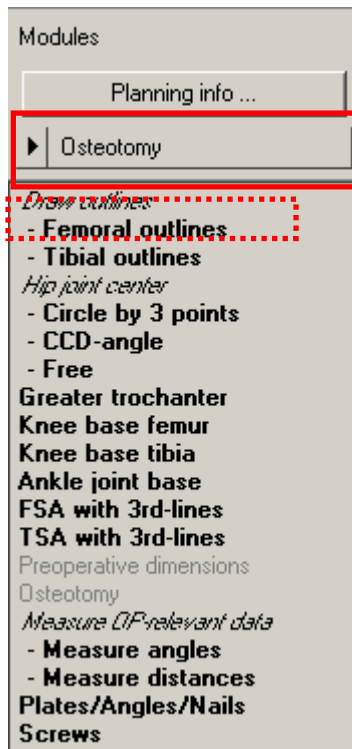 Modules
Planning info ...
Osteotomy
Draw outlines
- Femoral outlines
- Tibial outlines
Hip joint center
- Circle by 3 points
- CCD-angle
- Free
Greater trochanter
Knee base femur
Knee base tibia
Ankle joint base
FSA with 3rd-lines
TSA with 3rd-lines
Preoperative dimensions
Osteotomy
Measure OP-relevant data
- Measure angles
- Measure distances
Plates/Angles/Nails
Screws